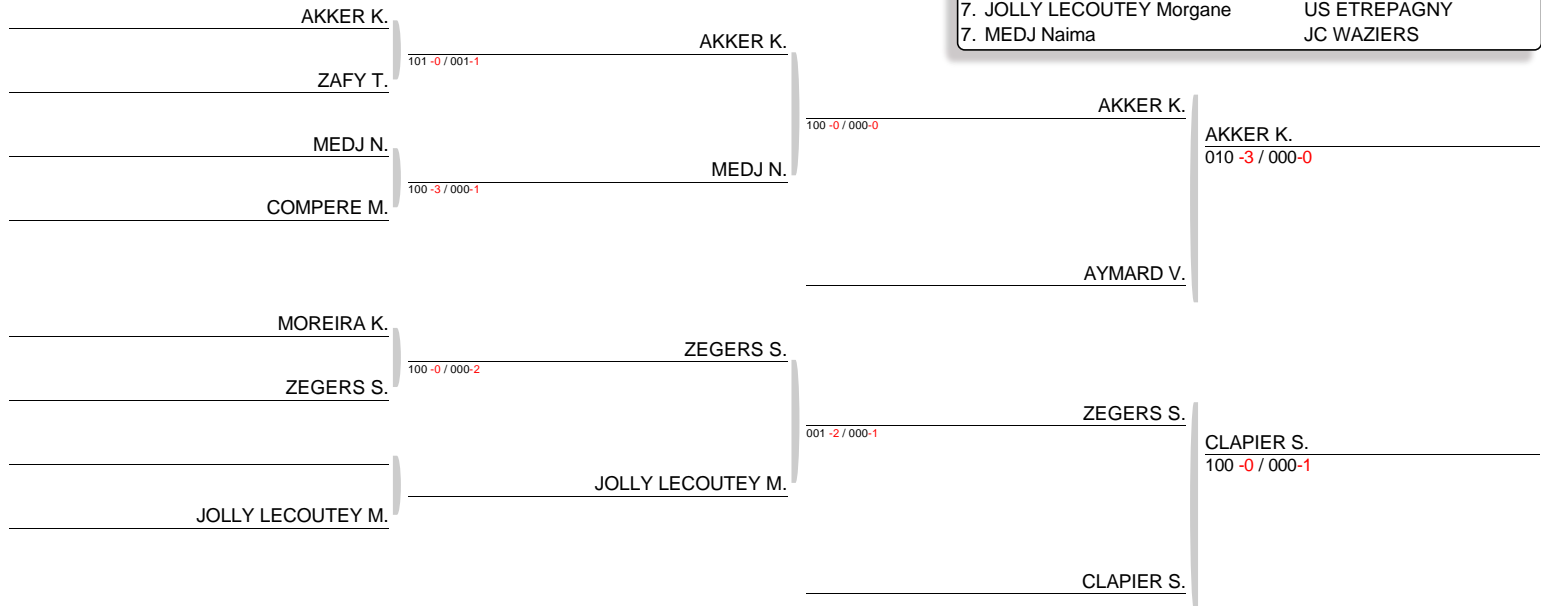 7. JOLLY LECOUTEY Morgane US ETREPAGNY
7. MEDJ Naima JC WAZIERS
AKKER K.
ZAFY T.
MEDJ N.
COMPERE M.
MOREIRA K.
ZEGERS S.
JOLLY LECOUTEY M.
AKKER K.
101 -0 / 001-1
MEDJ N.
100 -3 / 000-1
ZEGERS S.
100 -0 / 000-2
JOLLY LECOUTEY M.
AKKER K.
100 -0 / 000-0
AYMARD V.
ZEGERS S.
001 -2 / 000-1
CLAPIER S.
AKKER K.
010 -3 / 000-0
CLAPIER S.
100 -0 / 000-1